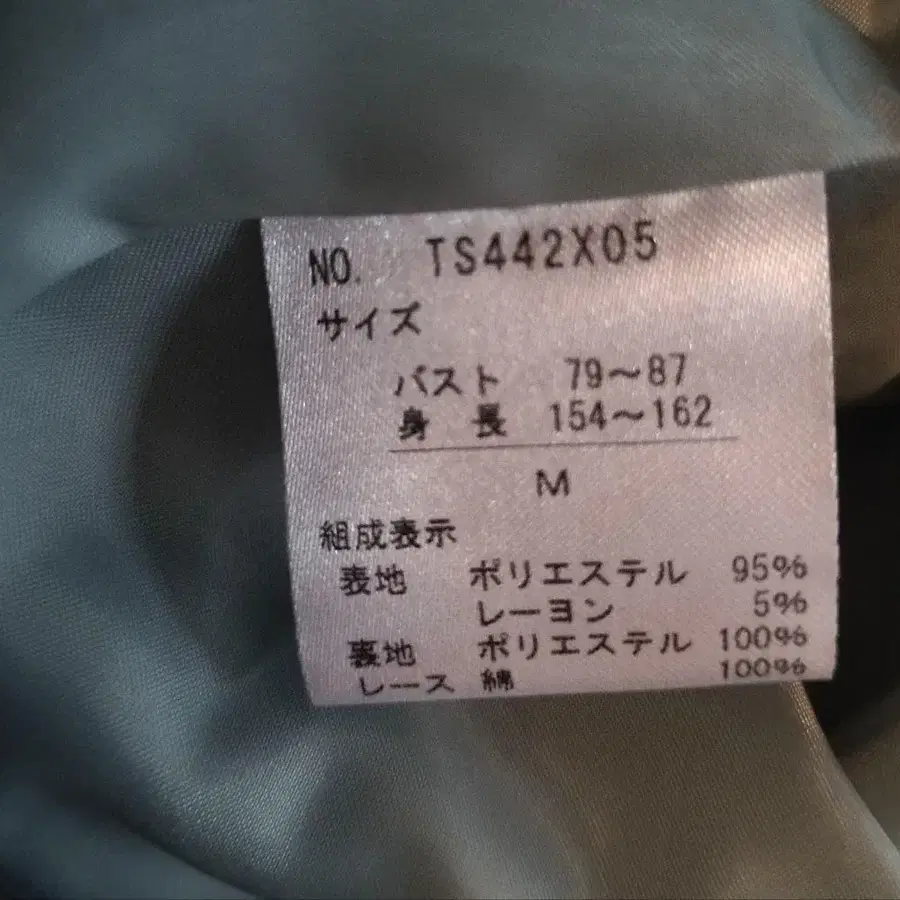 NO. TS442X05
サイズ
バスト 79～87
身長 154～162
M
組成表示
表地 ポリエステル 95%
レーヨン 5%
裏地 ポリエステル 100%
レース 綿 100%